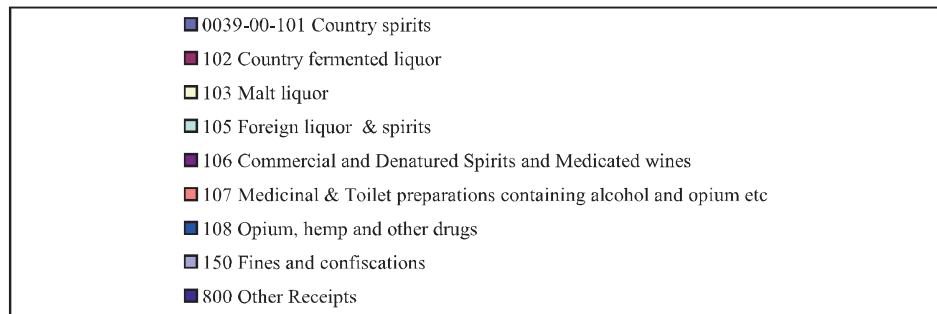 0039-00-101 Country spirits
102 Country fermented liquor
103 Malt liquor
105 Foreign liquor & spirits
106 Commercial and Denatured Spirits and Medicated wines
107 Medicinal & Toilet preparations containing alcohol and opium etc
108 Opium, hemp and other drugs
150 Fines and confiscations
800 Other Receipts